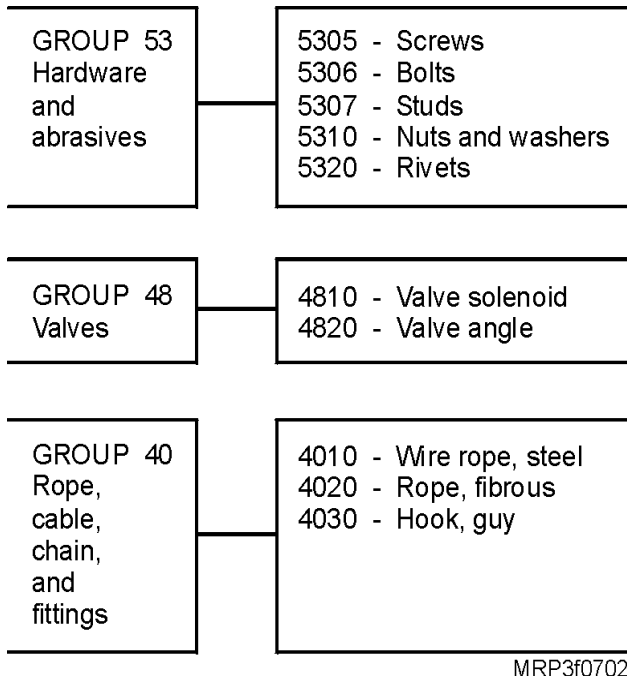 GROUP 53
Hardware
and
abrasives
5305 - Screws
5306 - Bolts
5307 - Studs
5310 - Nuts and washers
5320 - Rivets
GROUP 48
Valves
4810 - Valve solenoid
4820 - Valve angle
GROUP 40
Rope,
cable,
chain,
and
fittings
4010 - Wire rope, steel
4020 - Rope, fibrous
4030 - Hook, guy
MRP3f0702